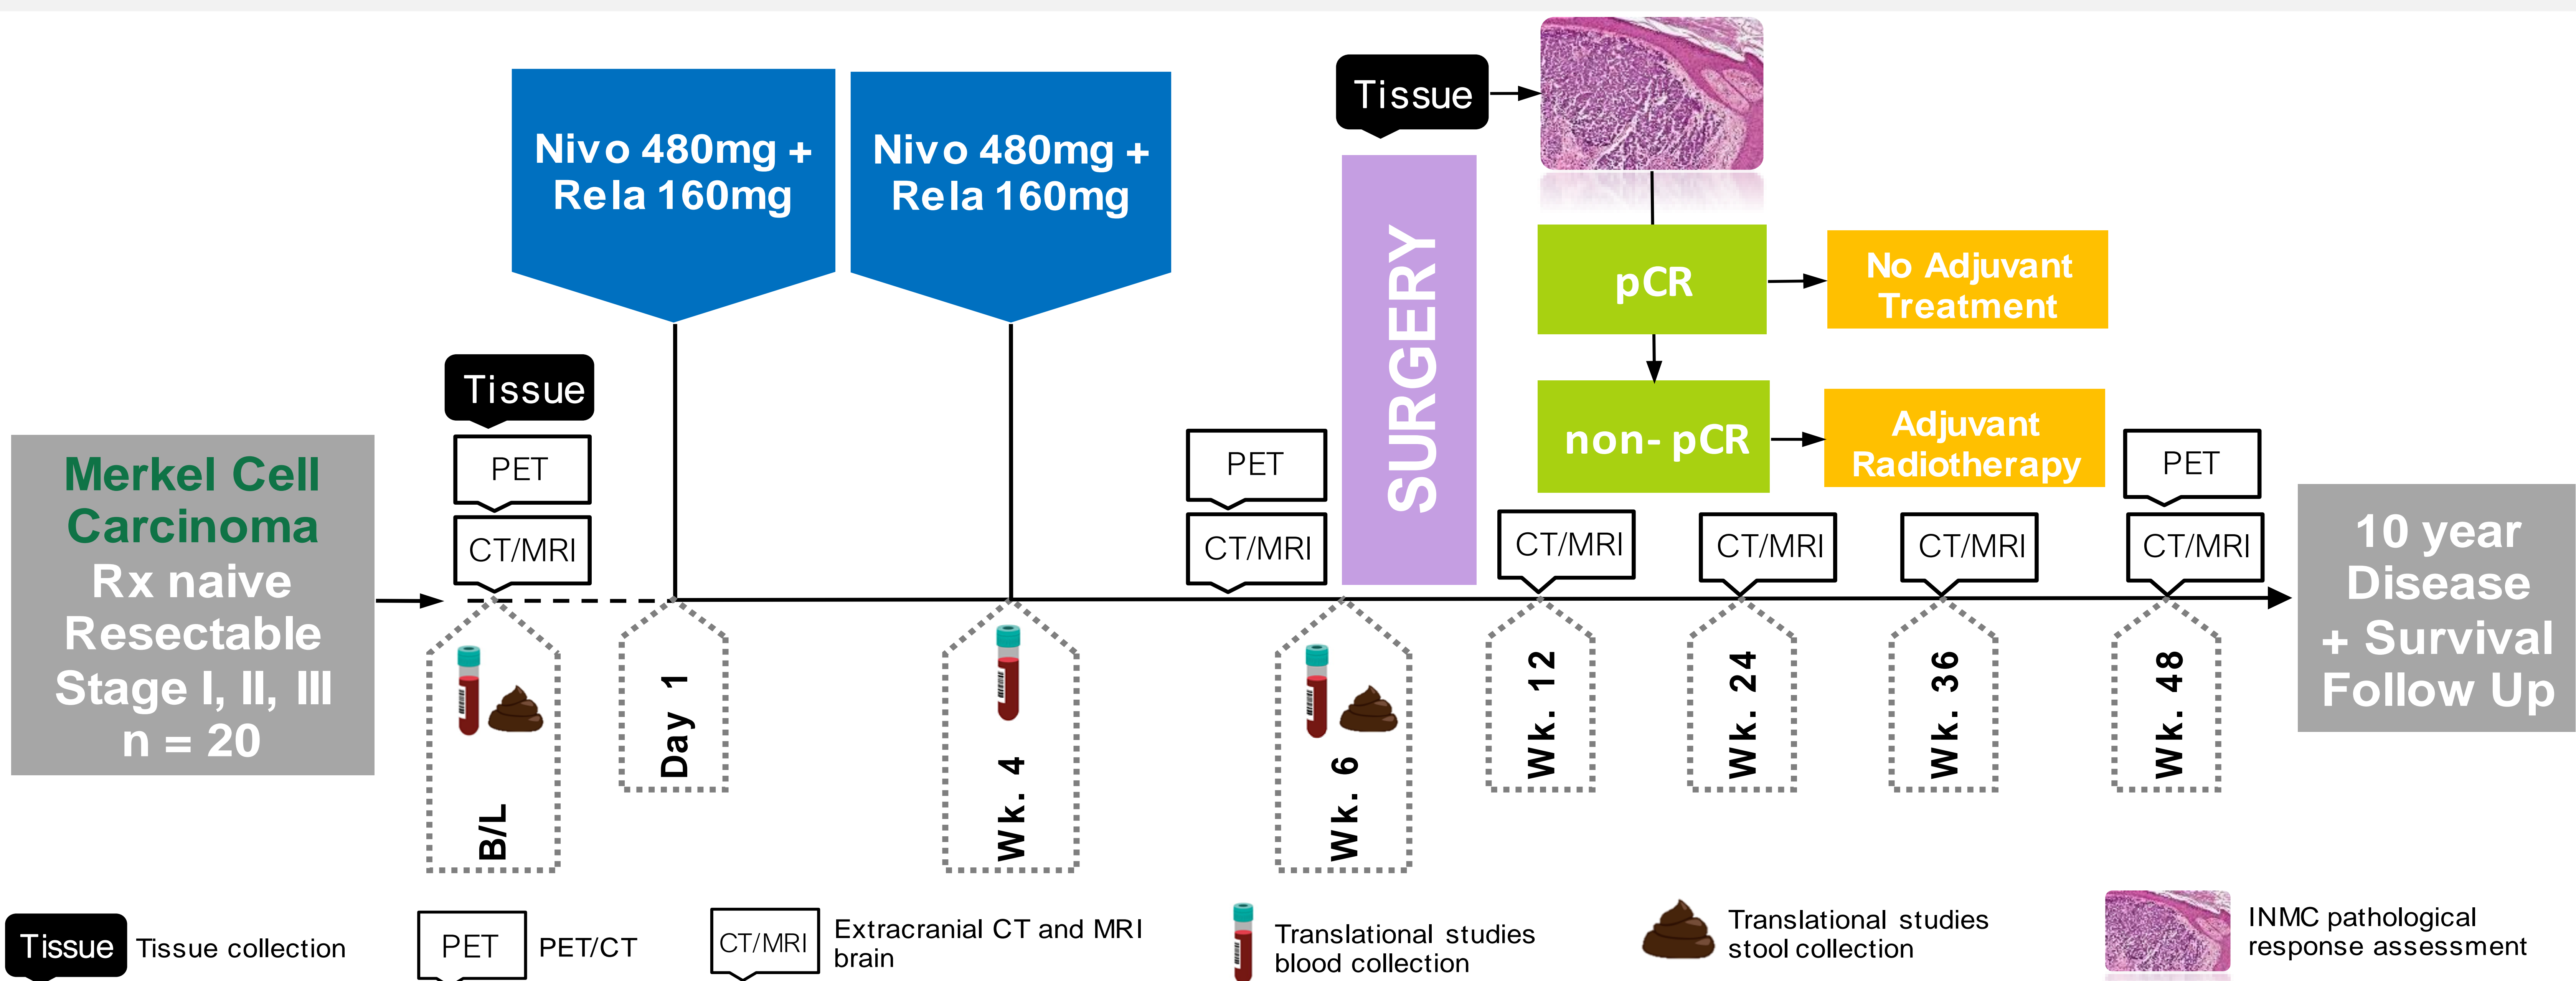 Merkel Cell
Carcinoma
Rx naive
Resectable
Stage I, II, III
n = 20
Tissue
PET
CT/MRI
B/L
Nivo 480mg +
Rela 160mg
Day 1
Nivo 480mg +
Rela 160mg
Wk. 4
PET
CT/MRI
Wk. 6
SURGERY
Tissue
pCR
No Adjuvant
Treatment
non- pCR
Adjuvant
Radiotherapy
CT/MRI
Wk. 12
CT/MRI
Wk. 24
CT/MRI
Wk. 36
PET
CT/MRI
Wk. 48
10 year
Disease
+ Survival
Follow Up
Tissue
Tissue collection
PET
PET/CT
CT/MRI
Extracranial CT and MRI
brain
Translational studies
blood collection
Translational studies
stool collection
INMC pathological
response assessment